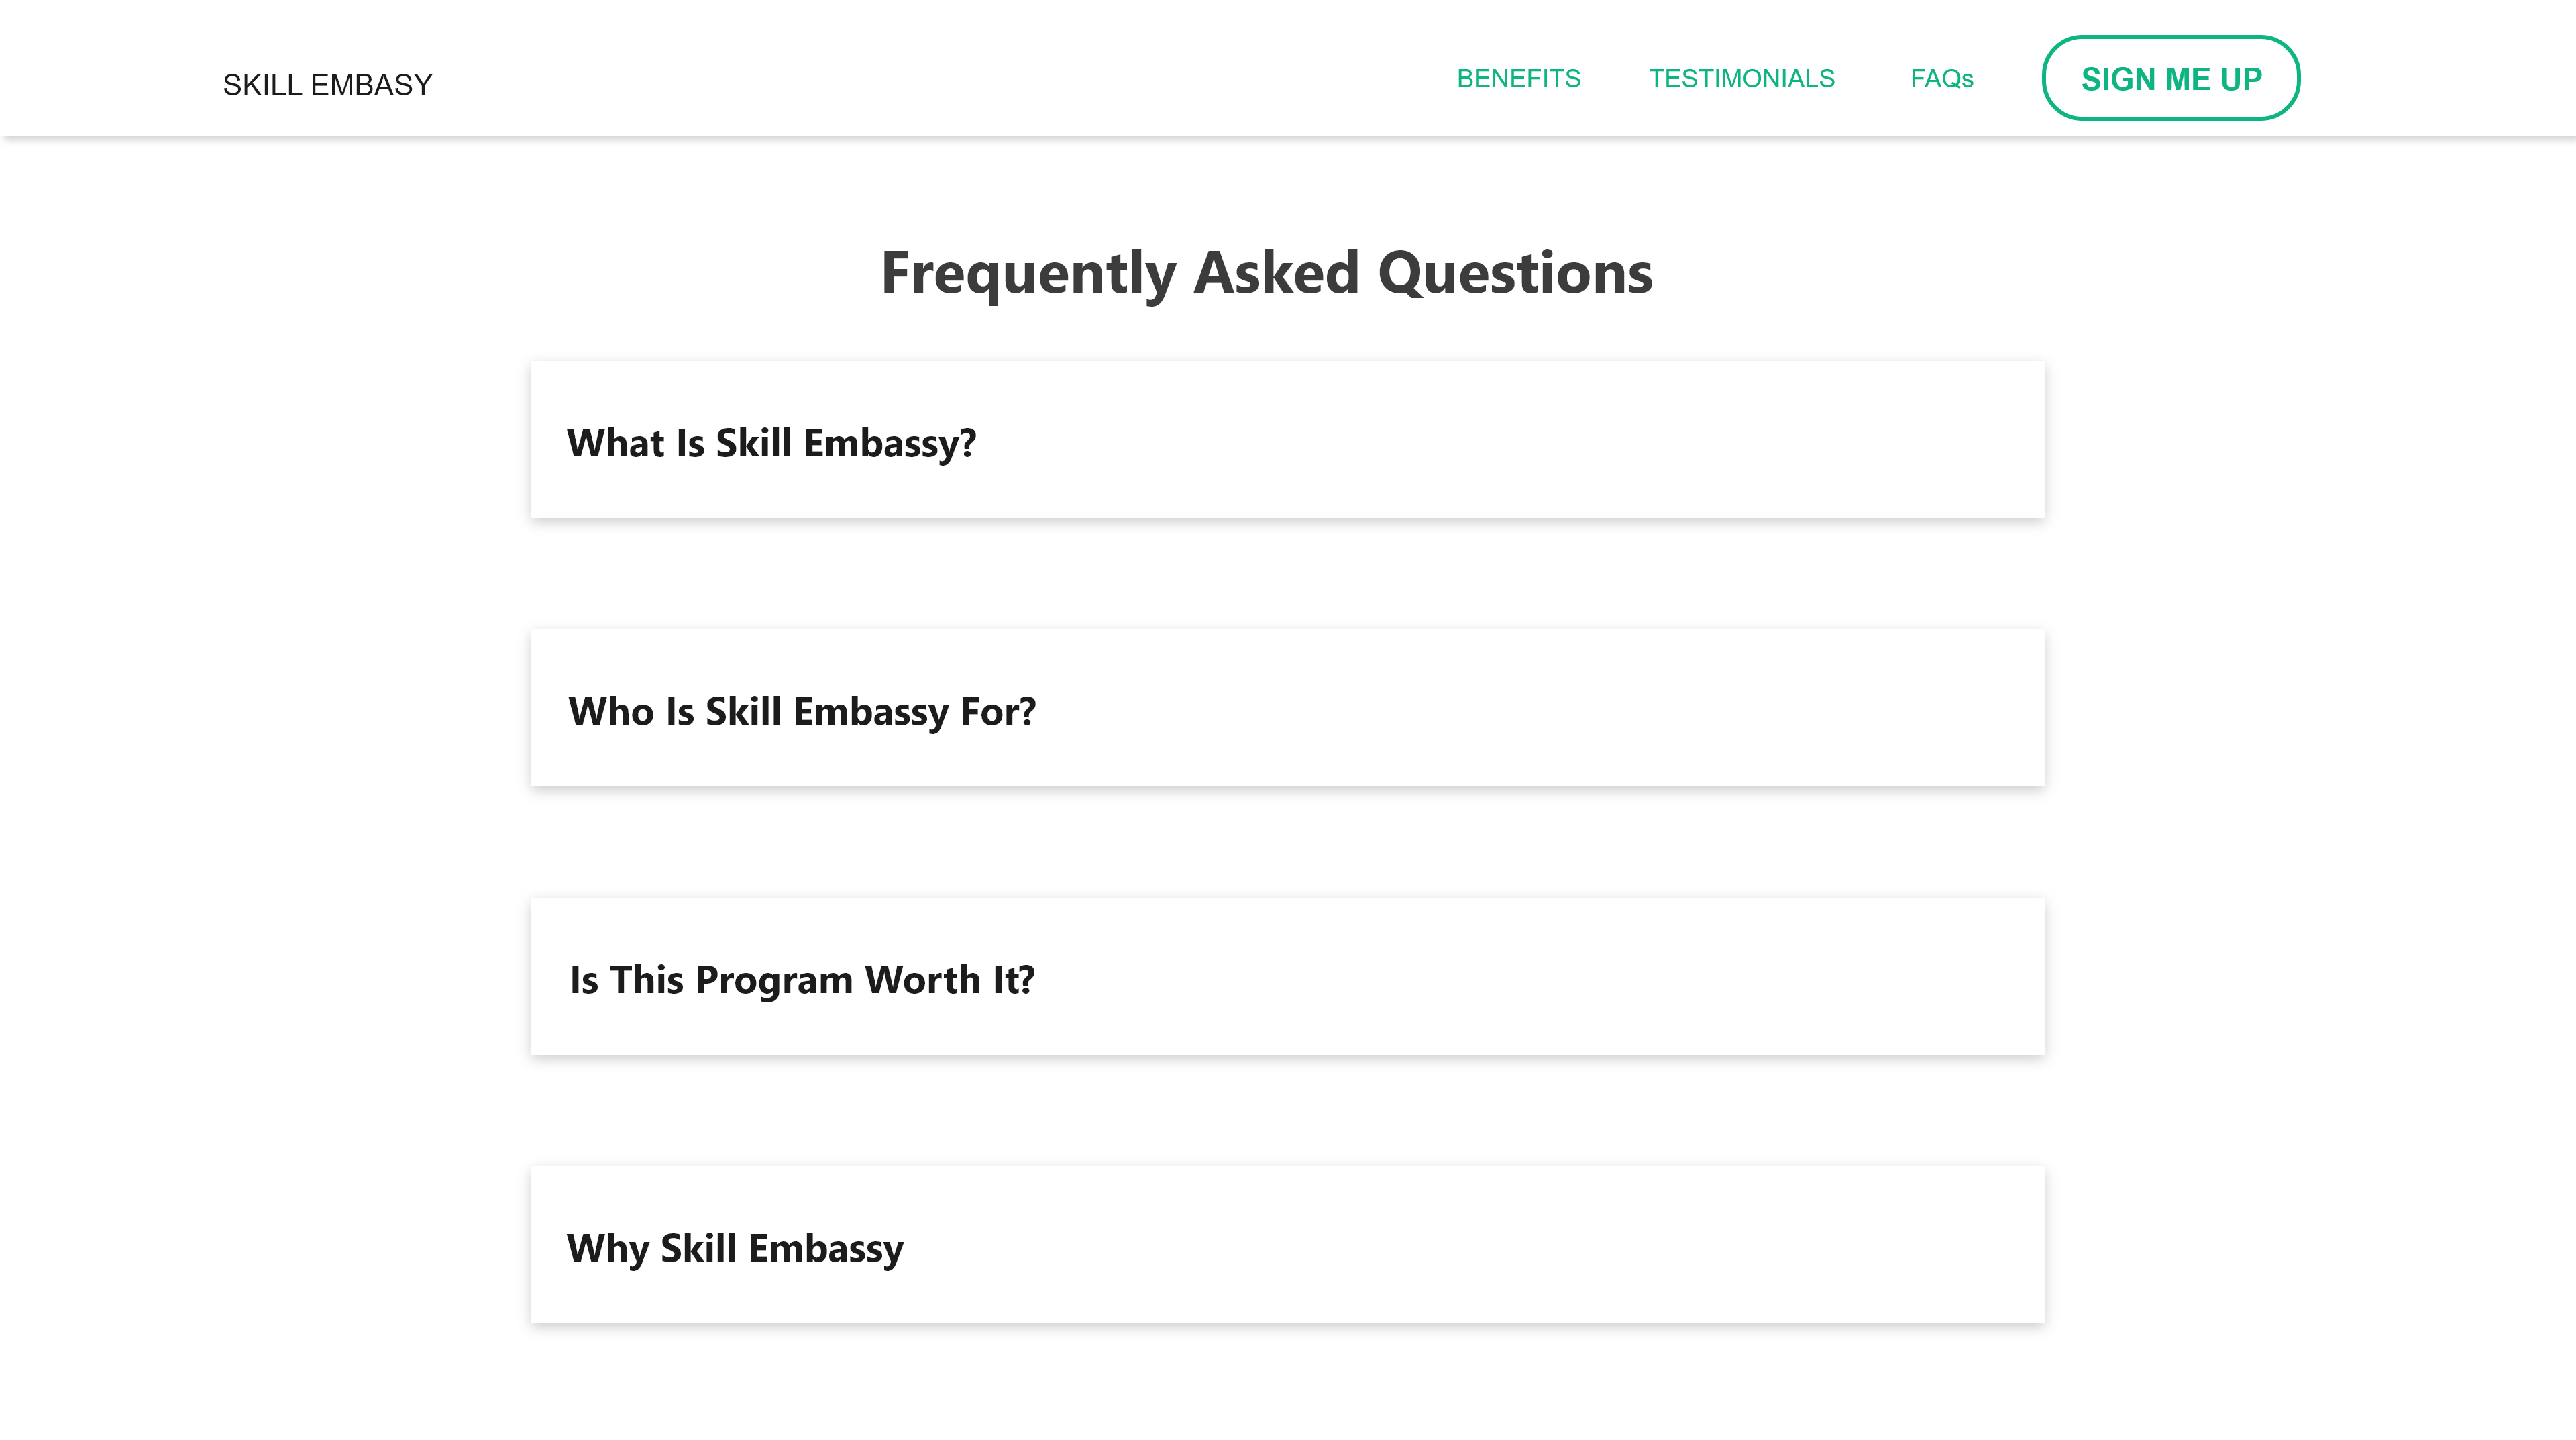 SKILL EMBASY
BENEFITS
TESTIMONIALS
FAQs
SIGN ME UP
Frequently Asked Questions
What Is Skill Embassy?
Who Is Skill Embassy For?
Is This Program Worth It?
Why Skill Embassy